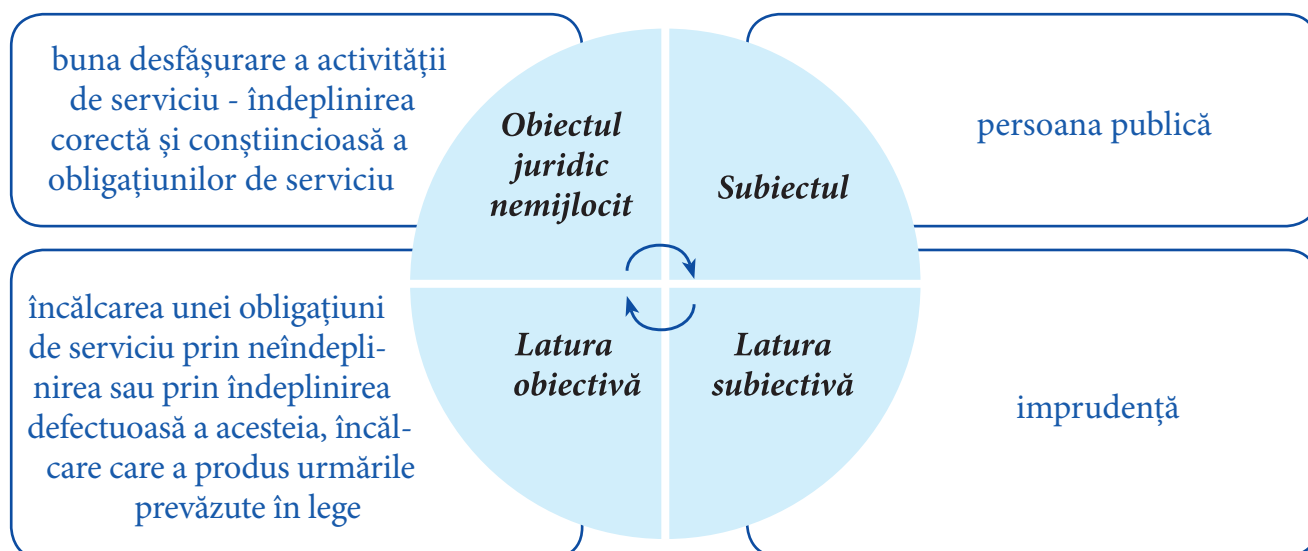 buna desfășurare a activității
de serviciu - îndeplinirea
corectă și conștiincioasă a
obligațiunilor de serviciu
Obiectul
juridic
nemijlocit
Subiectul
persoana publică
încălcarea unei obligațiuni
de serviciu prin neîndepli-
nirea sau prin îndeplinirea
defectuoasă a acesteia, încăl-
care care a produs urmările
prevăzute în lege
Latura
obiectivă
Latura
subiectivă
imprudență